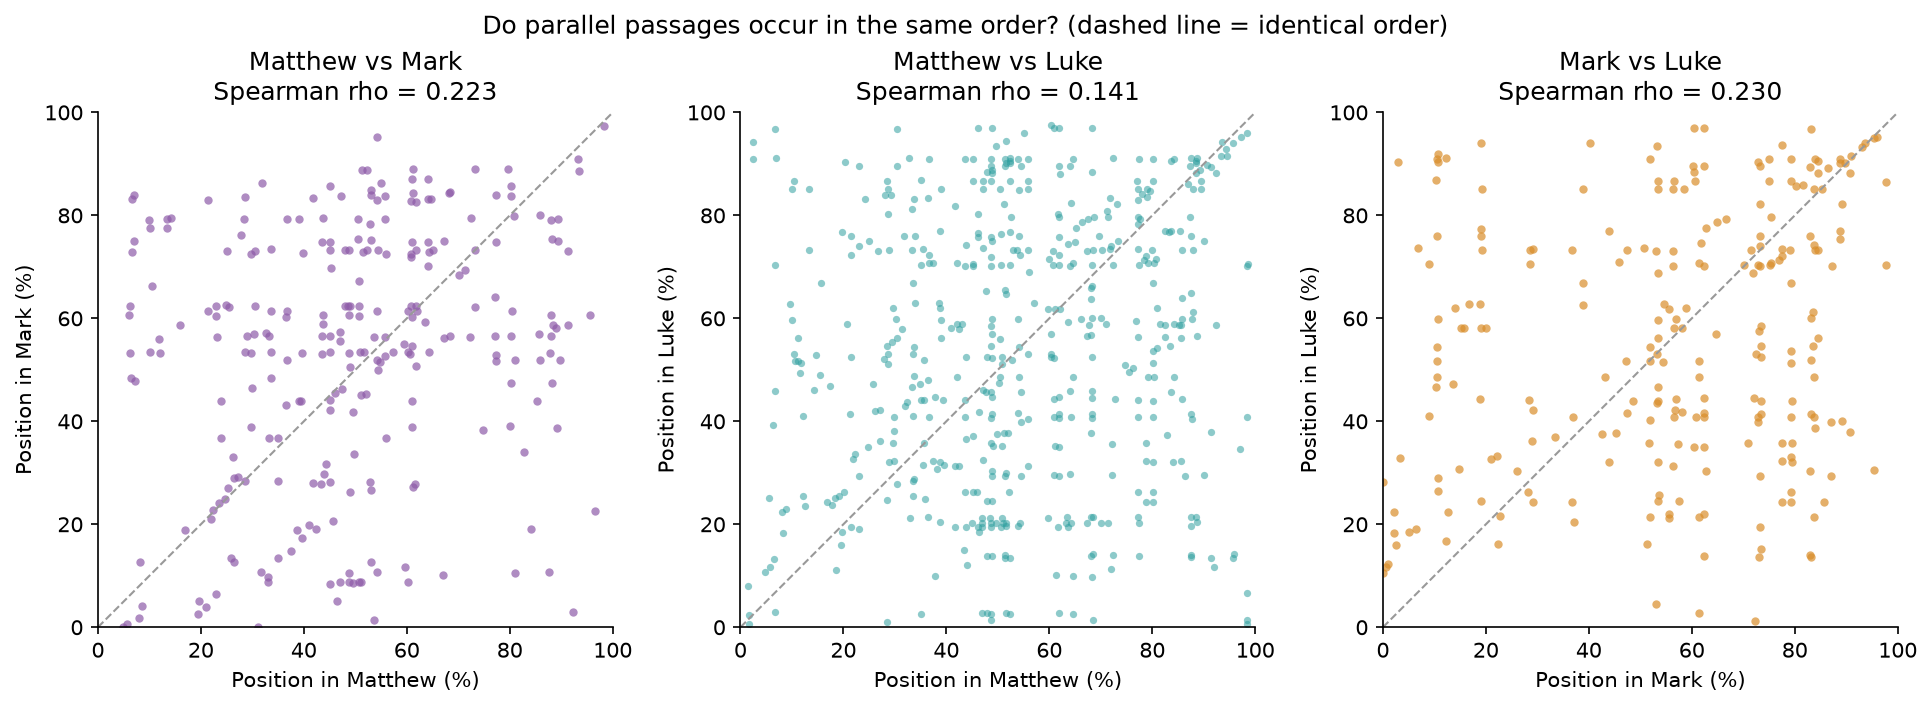 Do parallel passages occur in the same order? (dashed line = identical order)
Matthew vs Mark
Spearman rho = 0.223
100
80
60
40
20
0
Position in Mark (%)
0 20 40 60 80 100
Position in Matthew (%)
Matthew vs Luke
Spearman rho = 0.141
100
80
60
40
20
0
Position in Luke (%)
0 20 40 60 80 100
Position in Matthew (%)
Mark vs Luke
Spearman rho = 0.230
100
80
60
40
20
0
Position in Luke (%)
0 20 40 60 80 100
Position in Mark (%)